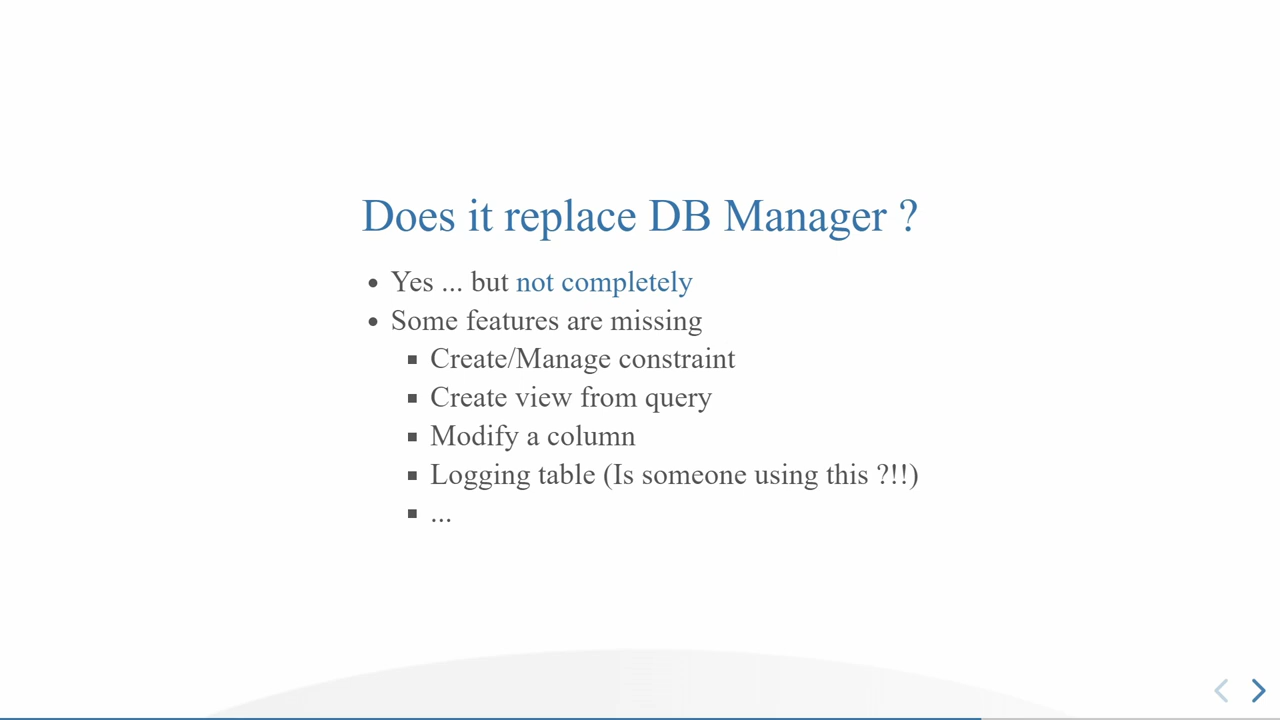 Does it replace DB Manager ?
Yes ... but not completely
Some features are missing
Create/Manage constraint
Create view from query
Modify a column
Logging table (Is someone using this ?!!)
...